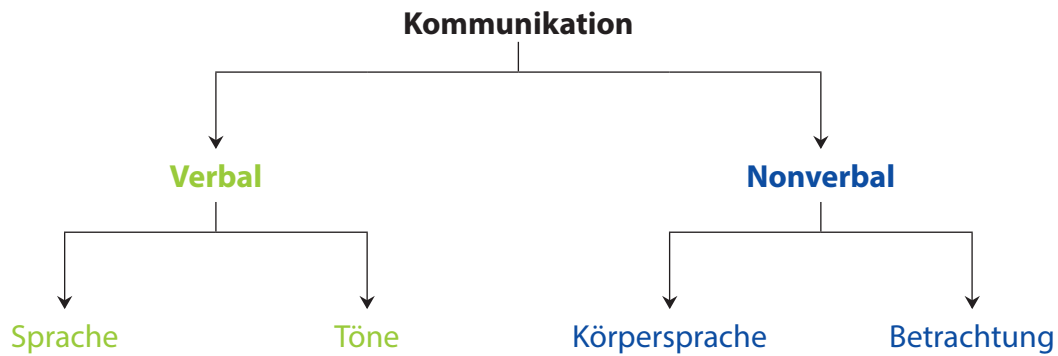 Kommunikation
Verbal Nonverbal
Sprache Töne Körpersprache Betrachtung